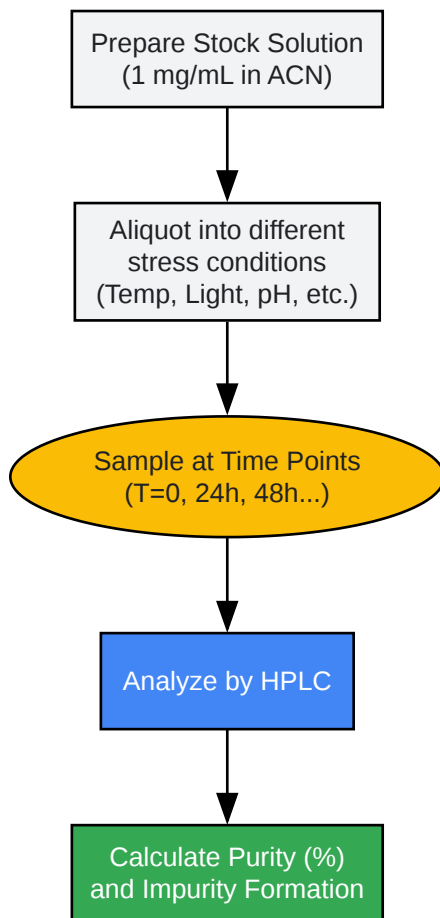 Prepare Stock Solution
(1 mg/mL in ACN)
Aliquot into different
stress conditions
(Temp, Light, pH, etc.)
Sample at Time Points
(T=0, 24h, 48h...)
Analyze by HPLC
Calculate Purity (%)
and Impurity Formation